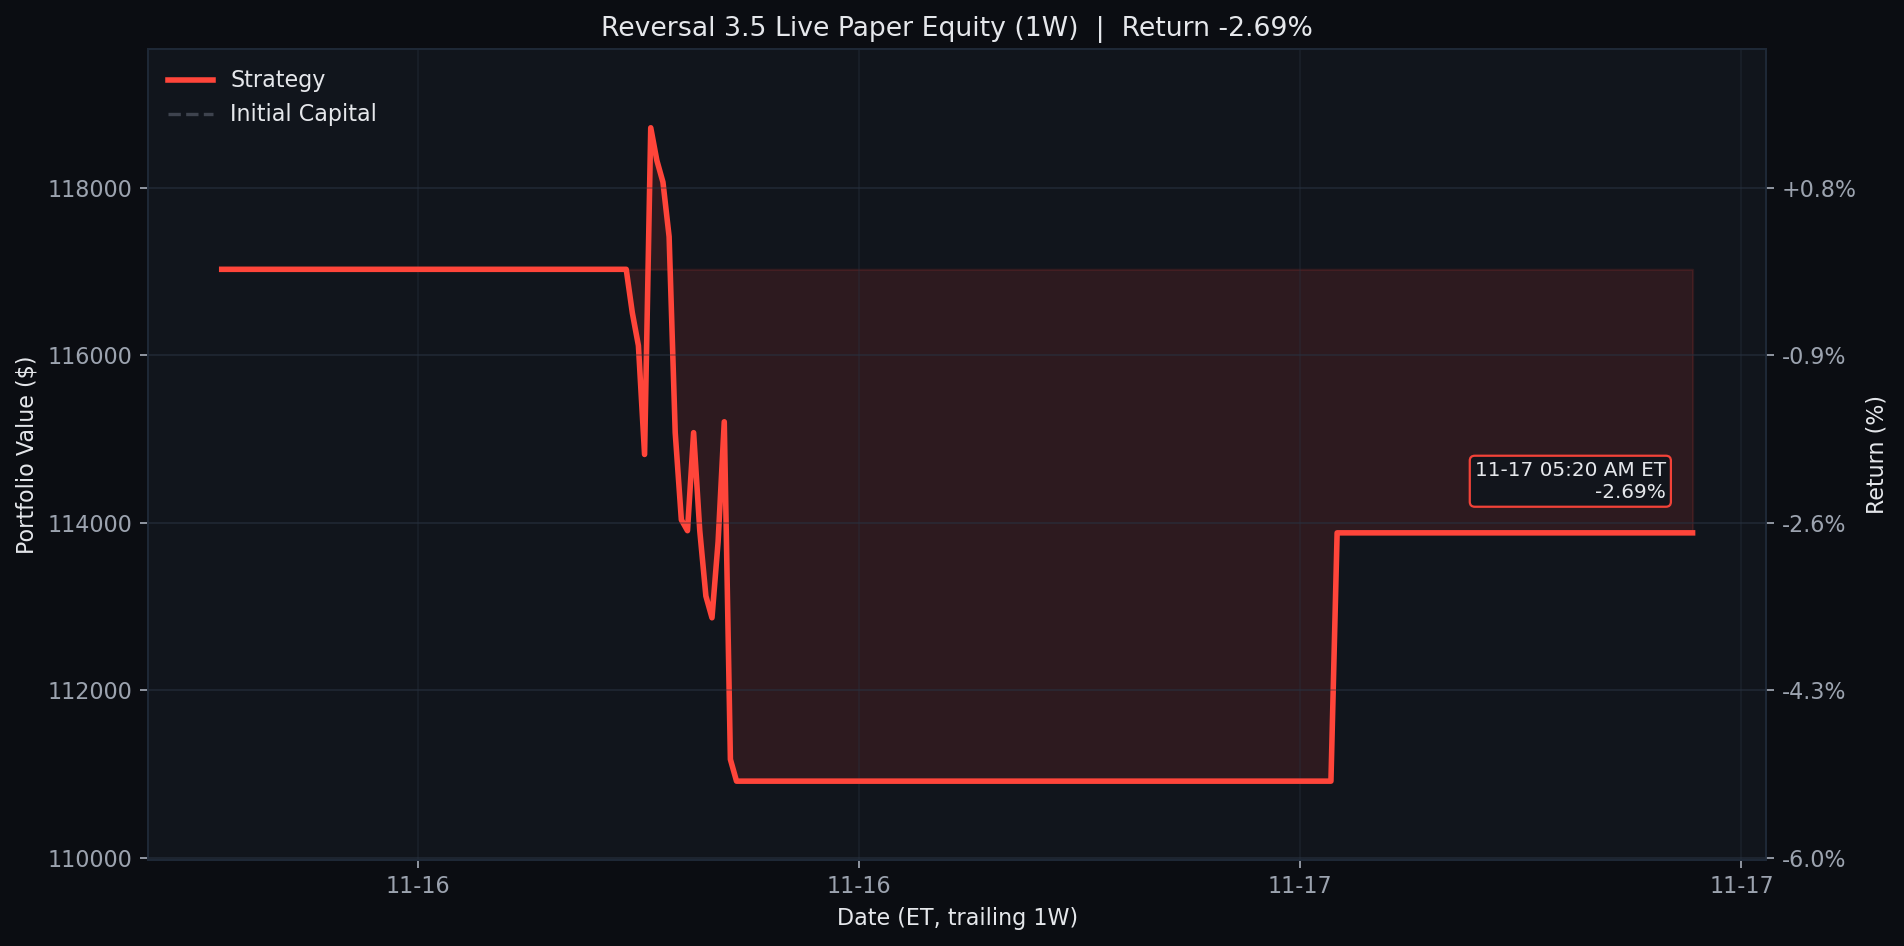 Reversal 3.5 Live Paper Equity (1W)  |  Return -2.69%
Strategy
Initial Capital
Portfolio Value ($)
118000
116000
114000
112000
110000
+0.8%
-0.9%
-2.6%
-4.3%
-6.0%
Return (%)
11-17 05:20 AM ET
-2.69%
11-16
11-16
11-17
11-17
Date (ET, trailing 1W)